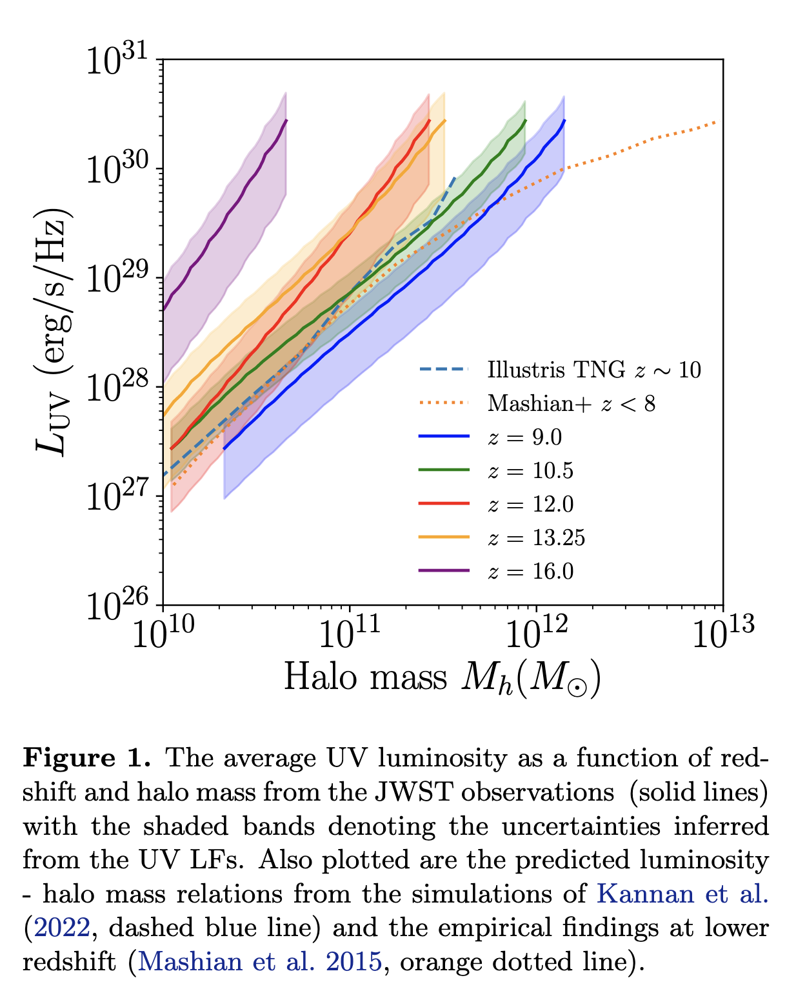 10^31
10^30
10^29
10^28
10^27
10^26
L_UV (erg/s/Hz)
Illustris TNG z ∼ 10
Mashian+ z < 8
z = 9.0
z = 10.5
z = 12.0
z = 13.25
z = 16.0
10^10 10^11 10^12 10^13
Halo mass M_h(M_⊙)
Figure 1. The average UV luminosity as a function of red-
shift and halo mass from the JWST observations (solid lines)
with the shaded bands denoting the uncertainties inferred
from the UV LFs. Also plotted are the predicted luminosity
- halo mass relations from the simulations of Kannan et al.
(2022, dashed blue line) and the empirical findings at lower
redshift (Mashian et al. 2015, orange dotted line).